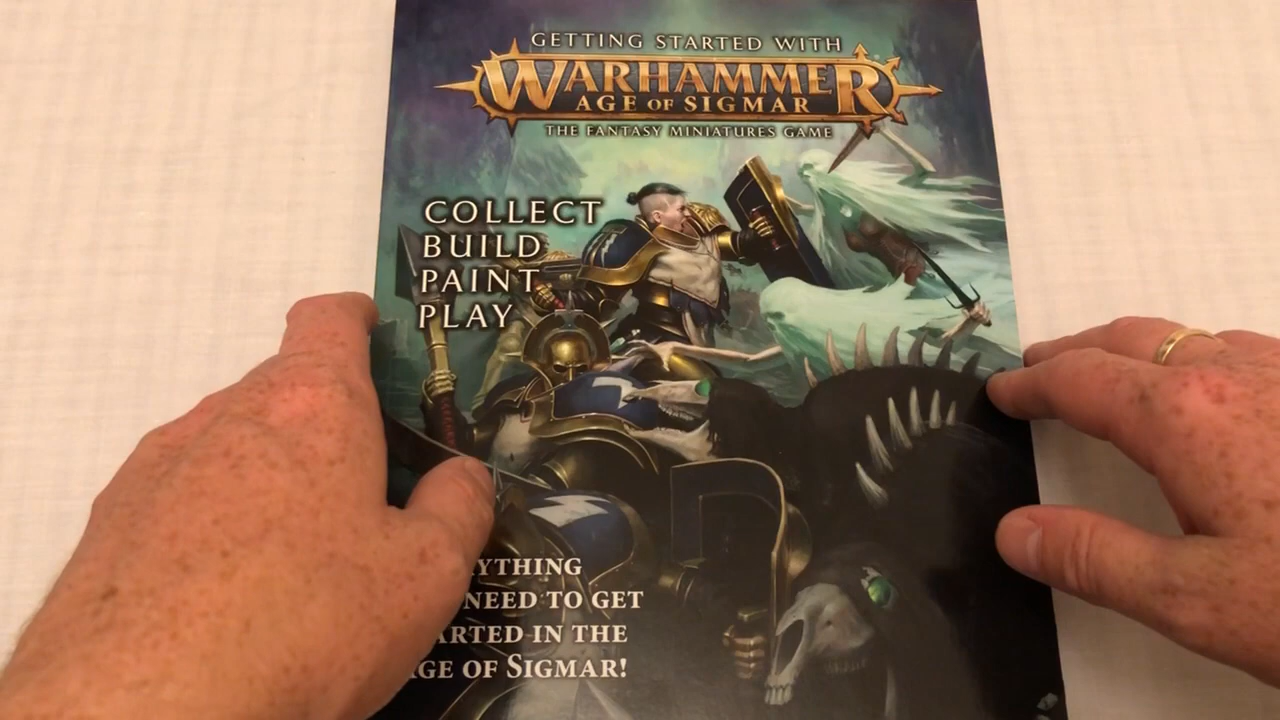 GETTING STARTED WITH
WARHAMMER
AGE OF SIGMAR
THE FANTASY MINIATURES GAME
COLLECT
BUILD
PAINT
PLAY
YTHING
NEED TO GET
ARTED IN THE
GE OF SIGMAR!